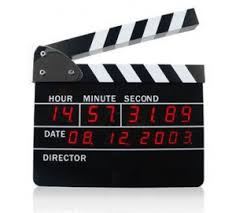 HOUR MINUTE SECOND
14 57 31.89
DATE 08.12.2003.
DIRECTOR